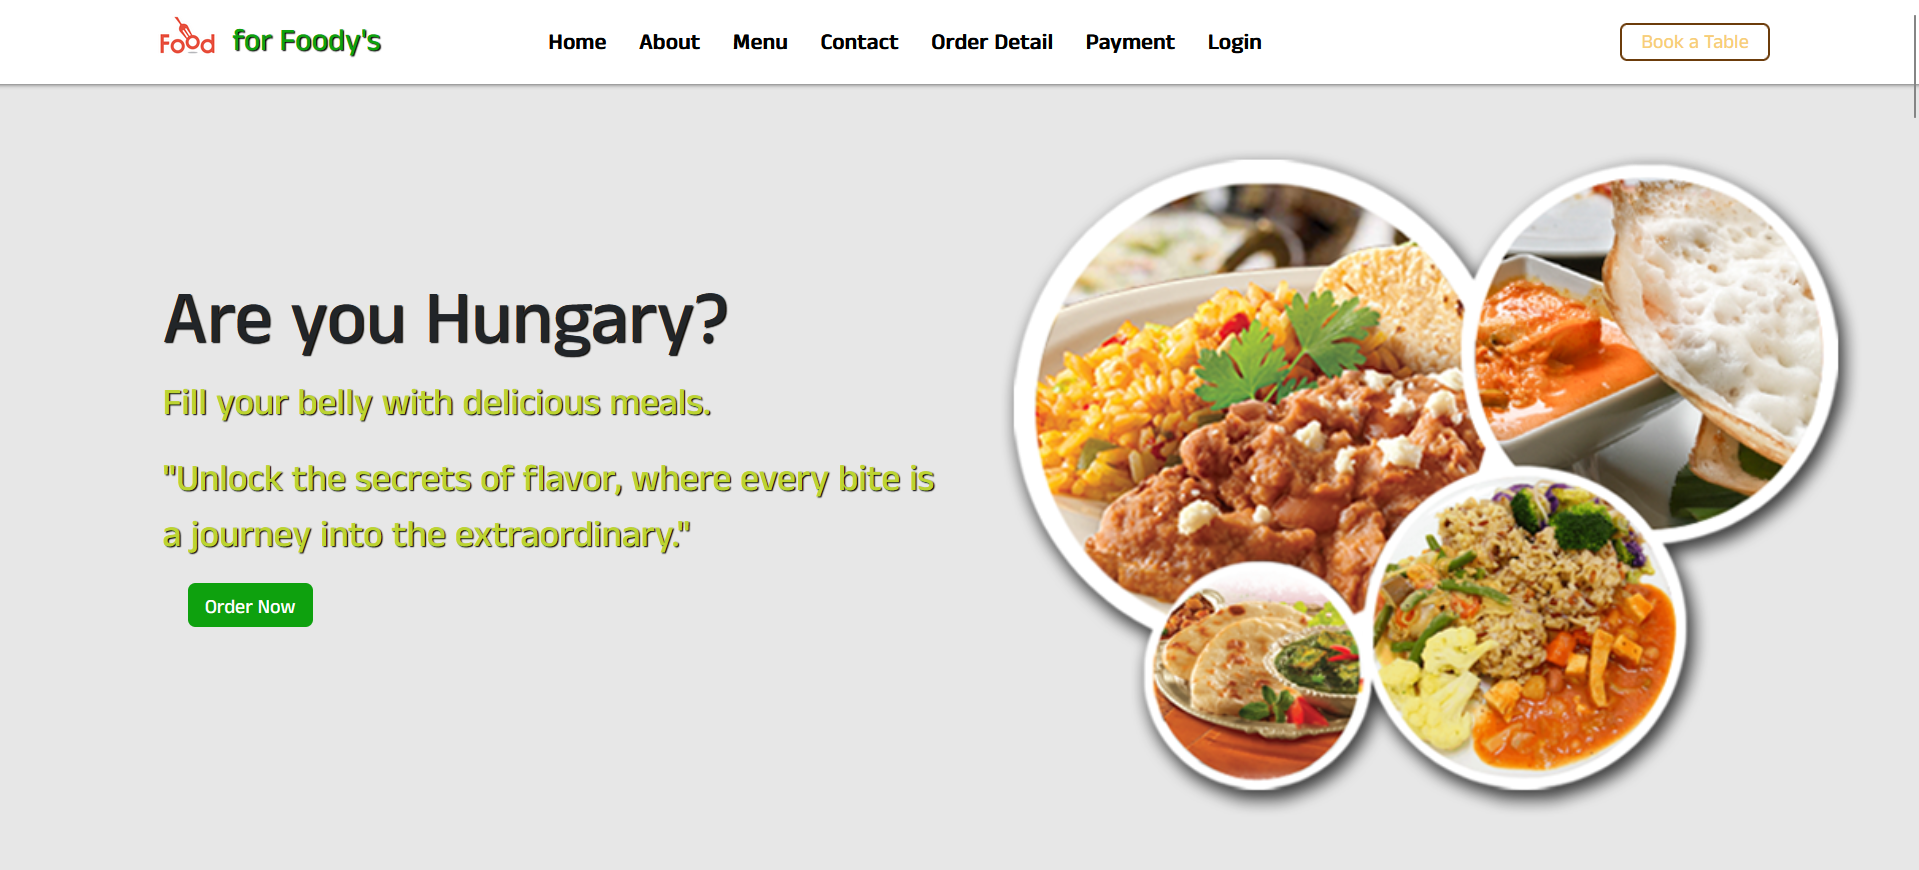 Food for Foody's
Home About Menu Contact Order Detail Payment Login
Book a Table
Are you Hungary?
Fill your belly with delicious meals.
"Unlock the secrets of flavor, where every bite is
a journey into the extraordinary."
Order Now